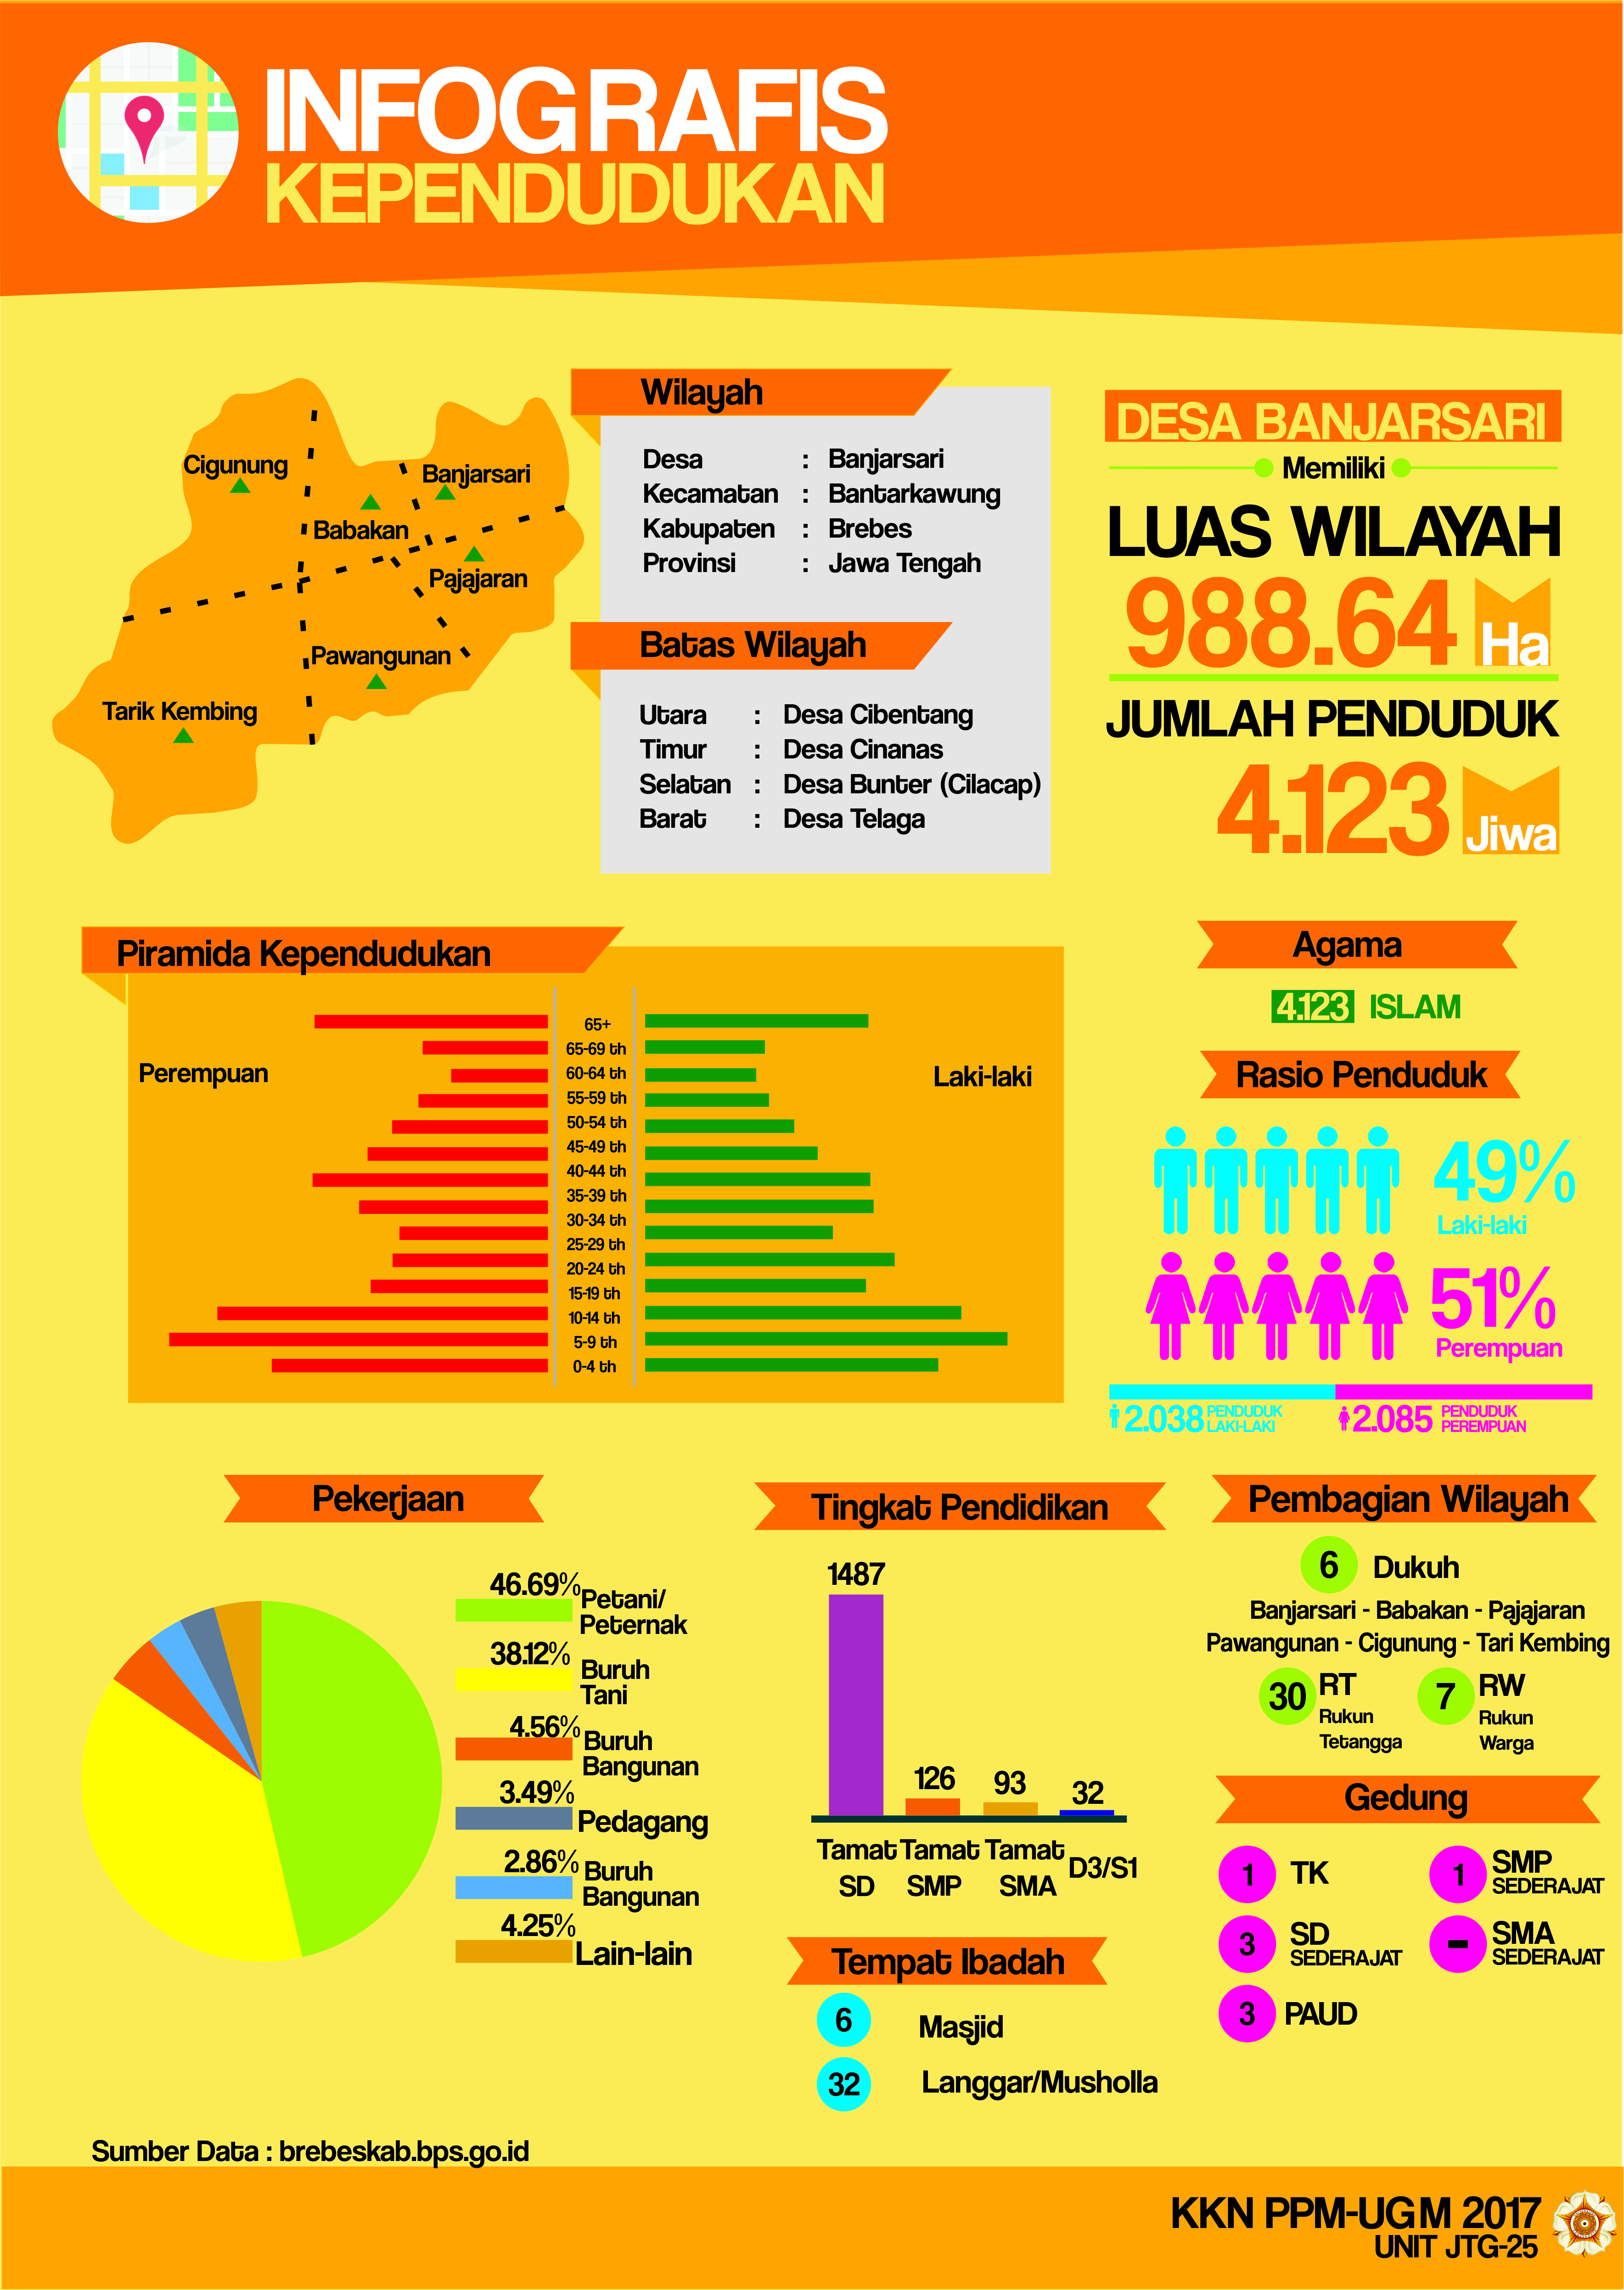 INFOGRAFIS
KEPENDUDUKAN
Cigunung
Banjarsari
Babakan
Pajajaran
Pawangunan
Tarik Kembing
Wilayah
Desa : Banjarsari
Kecamatan : Bantarkawung
Kabupaten : Brebes
Provinsi : Jawa Tengah
Batas Wilayah
Utara : Desa Cibentang
Timur : Desa Cinanas
Selatan : Desa Bunter (Cilacap)
Barat : Desa Telaga
DESA BANJARSARI
Memiliki
LUAS WILAYAH
988.64 Ha
JUMLAH PENDUDUK
4.123 Jiwa
Piramida Kependudukan
Perempuan
Laki-laki
65+
65-69 th
60-64 th
55-59 th
50-54 th
45-49 th
40-44 th
35-39 th
30-34 th
25-29 th
20-24 th
15-19 th
10-14 th
5-9 th
0-4 th
Agama
4.123 ISLAM
Rasio Penduduk
49%
Laki-laki
51%
Perempuan
2.038 PENDUDUK
LAKI-LAKI
2.085 PENDUDUK
PEREMPUAN
Pekerjaan
46.69%
Petani/
Peternak
38.12%
Buruh
Tani
4.56%
Buruh
Bangunan
3.49%
Pedagang
2.86%
Buruh
Bangunan
4.25%
Lain-lain
Tingkat Pendidikan
1487
126
93
32
Tamat
SD
Tamat
SMP
Tamat
SMA
D3/S1
Tempat Ibadah
6 Masjid
32 Langgar/Musholla
Pembagian Wilayah
6 Dukuh
Banjarsari - Babakan - Pajajaran
Pawangunan - Cigunung - Tari Kembing
30 RT
Rukun
Tetangga
7 RW
Rukun
Warga
Gedung
1 TK
1 SMP
SEDERAJAT
3 SD
SEDERAJAT
- SMA
SEDERAJAT
3 PAUD
Sumber Data : brebeskab.bps.go.id
KKN PPM-UGM 2017
UNIT JTG-25